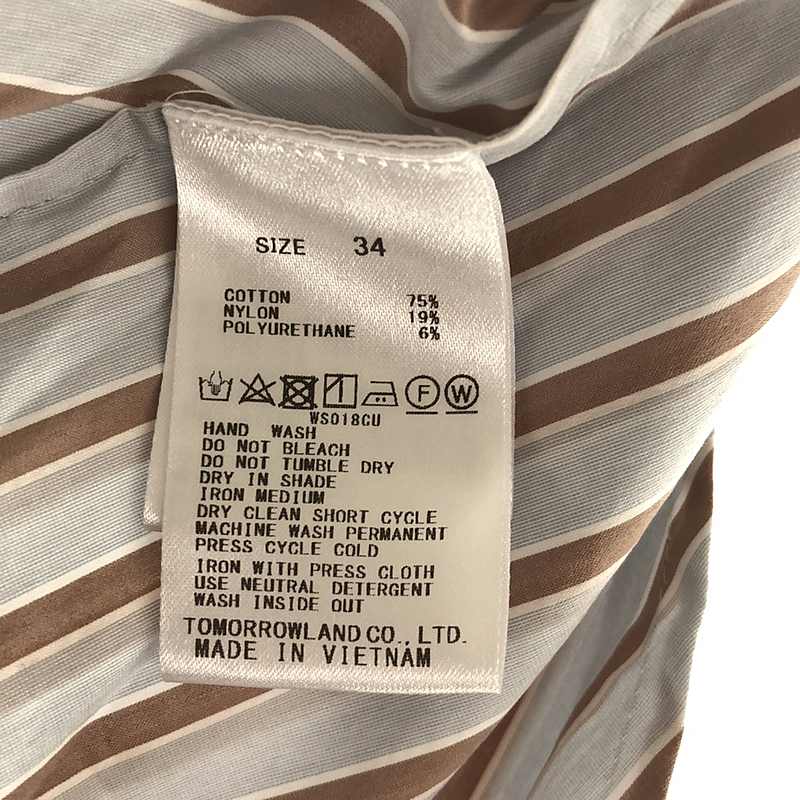 SIZE 34
COTTON 75%
NYLON 19%
POLYURETHANE 6%
F W
WS018CU
HAND WASH
DO NOT BLEACH
DO NOT TUMBLE DRY
DRY IN SHADE
IRON MEDIUM
DRY CLEAN SHORT CYCLE
MACHINE WASH PERMANENT
PRESS CYCLE COLD
IRON WITH PRESS CLOTH
USE NEUTRAL DETERGENT
WASH INSIDE OUT
TOMORROWLAND CO., LTD.
MADE IN VIETNAM